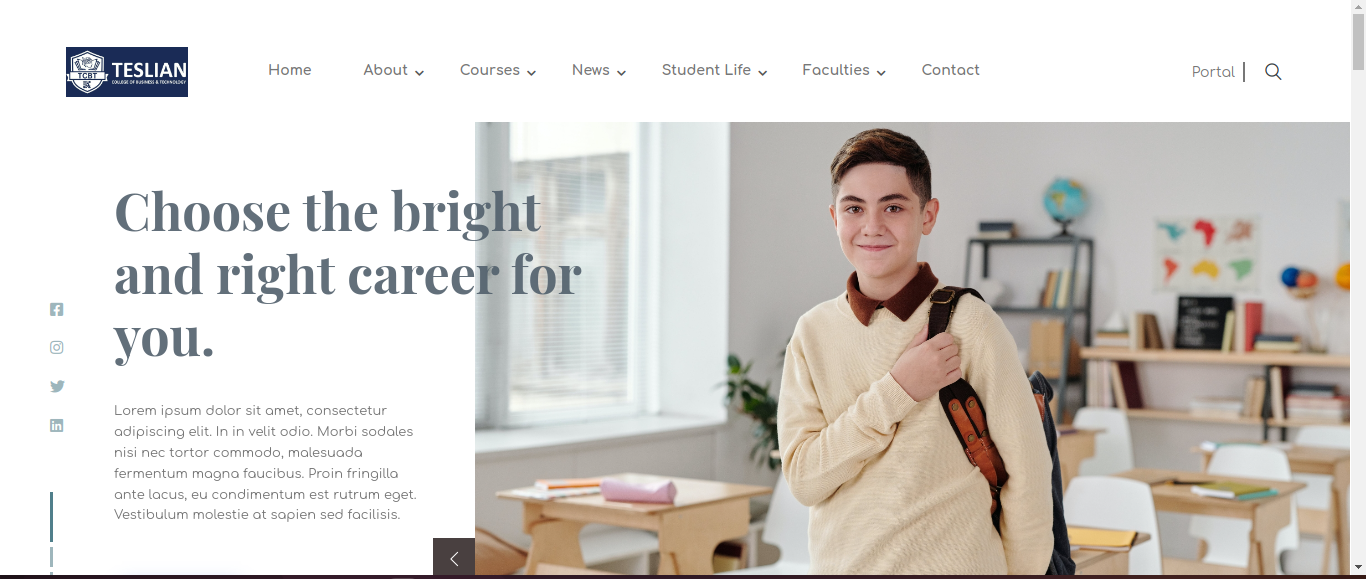 TCBT
TESLIAN
COLLEGE OF BUSINESS & TECHNOLOGY
Home About Courses News Student Life Faculties Contact
Portal
Choose the bright
and right career for
you.
Lorem ipsum dolor sit amet, consectetur
adipiscing elit. In in velit odio. Morbi sodales
nisi nec tortor commodo, malesuada
fermentum magna faucibus. Proin fringilla
ante lacus, eu condimentum est rutrum eget.
Vestibulum molestie at sapien sed facilisis.